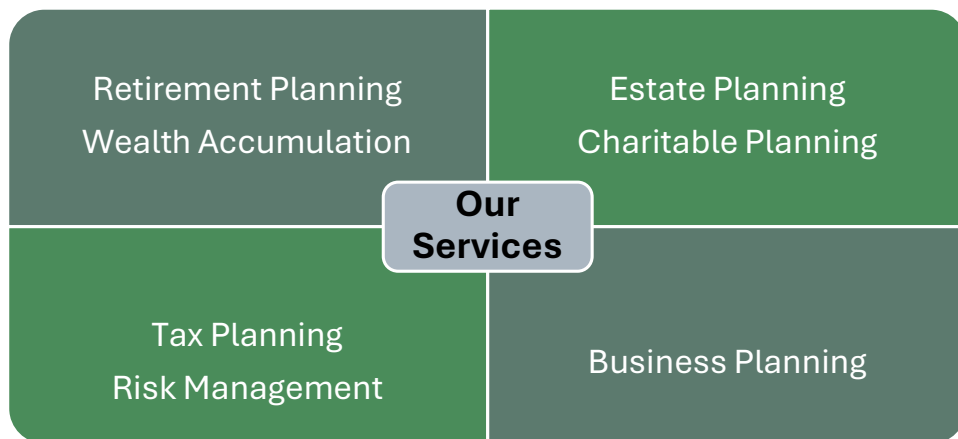 Retirement Planning
Wealth Accumulation
Estate Planning
Charitable Planning
Our
Services
Tax Planning
Risk Management
Business Planning